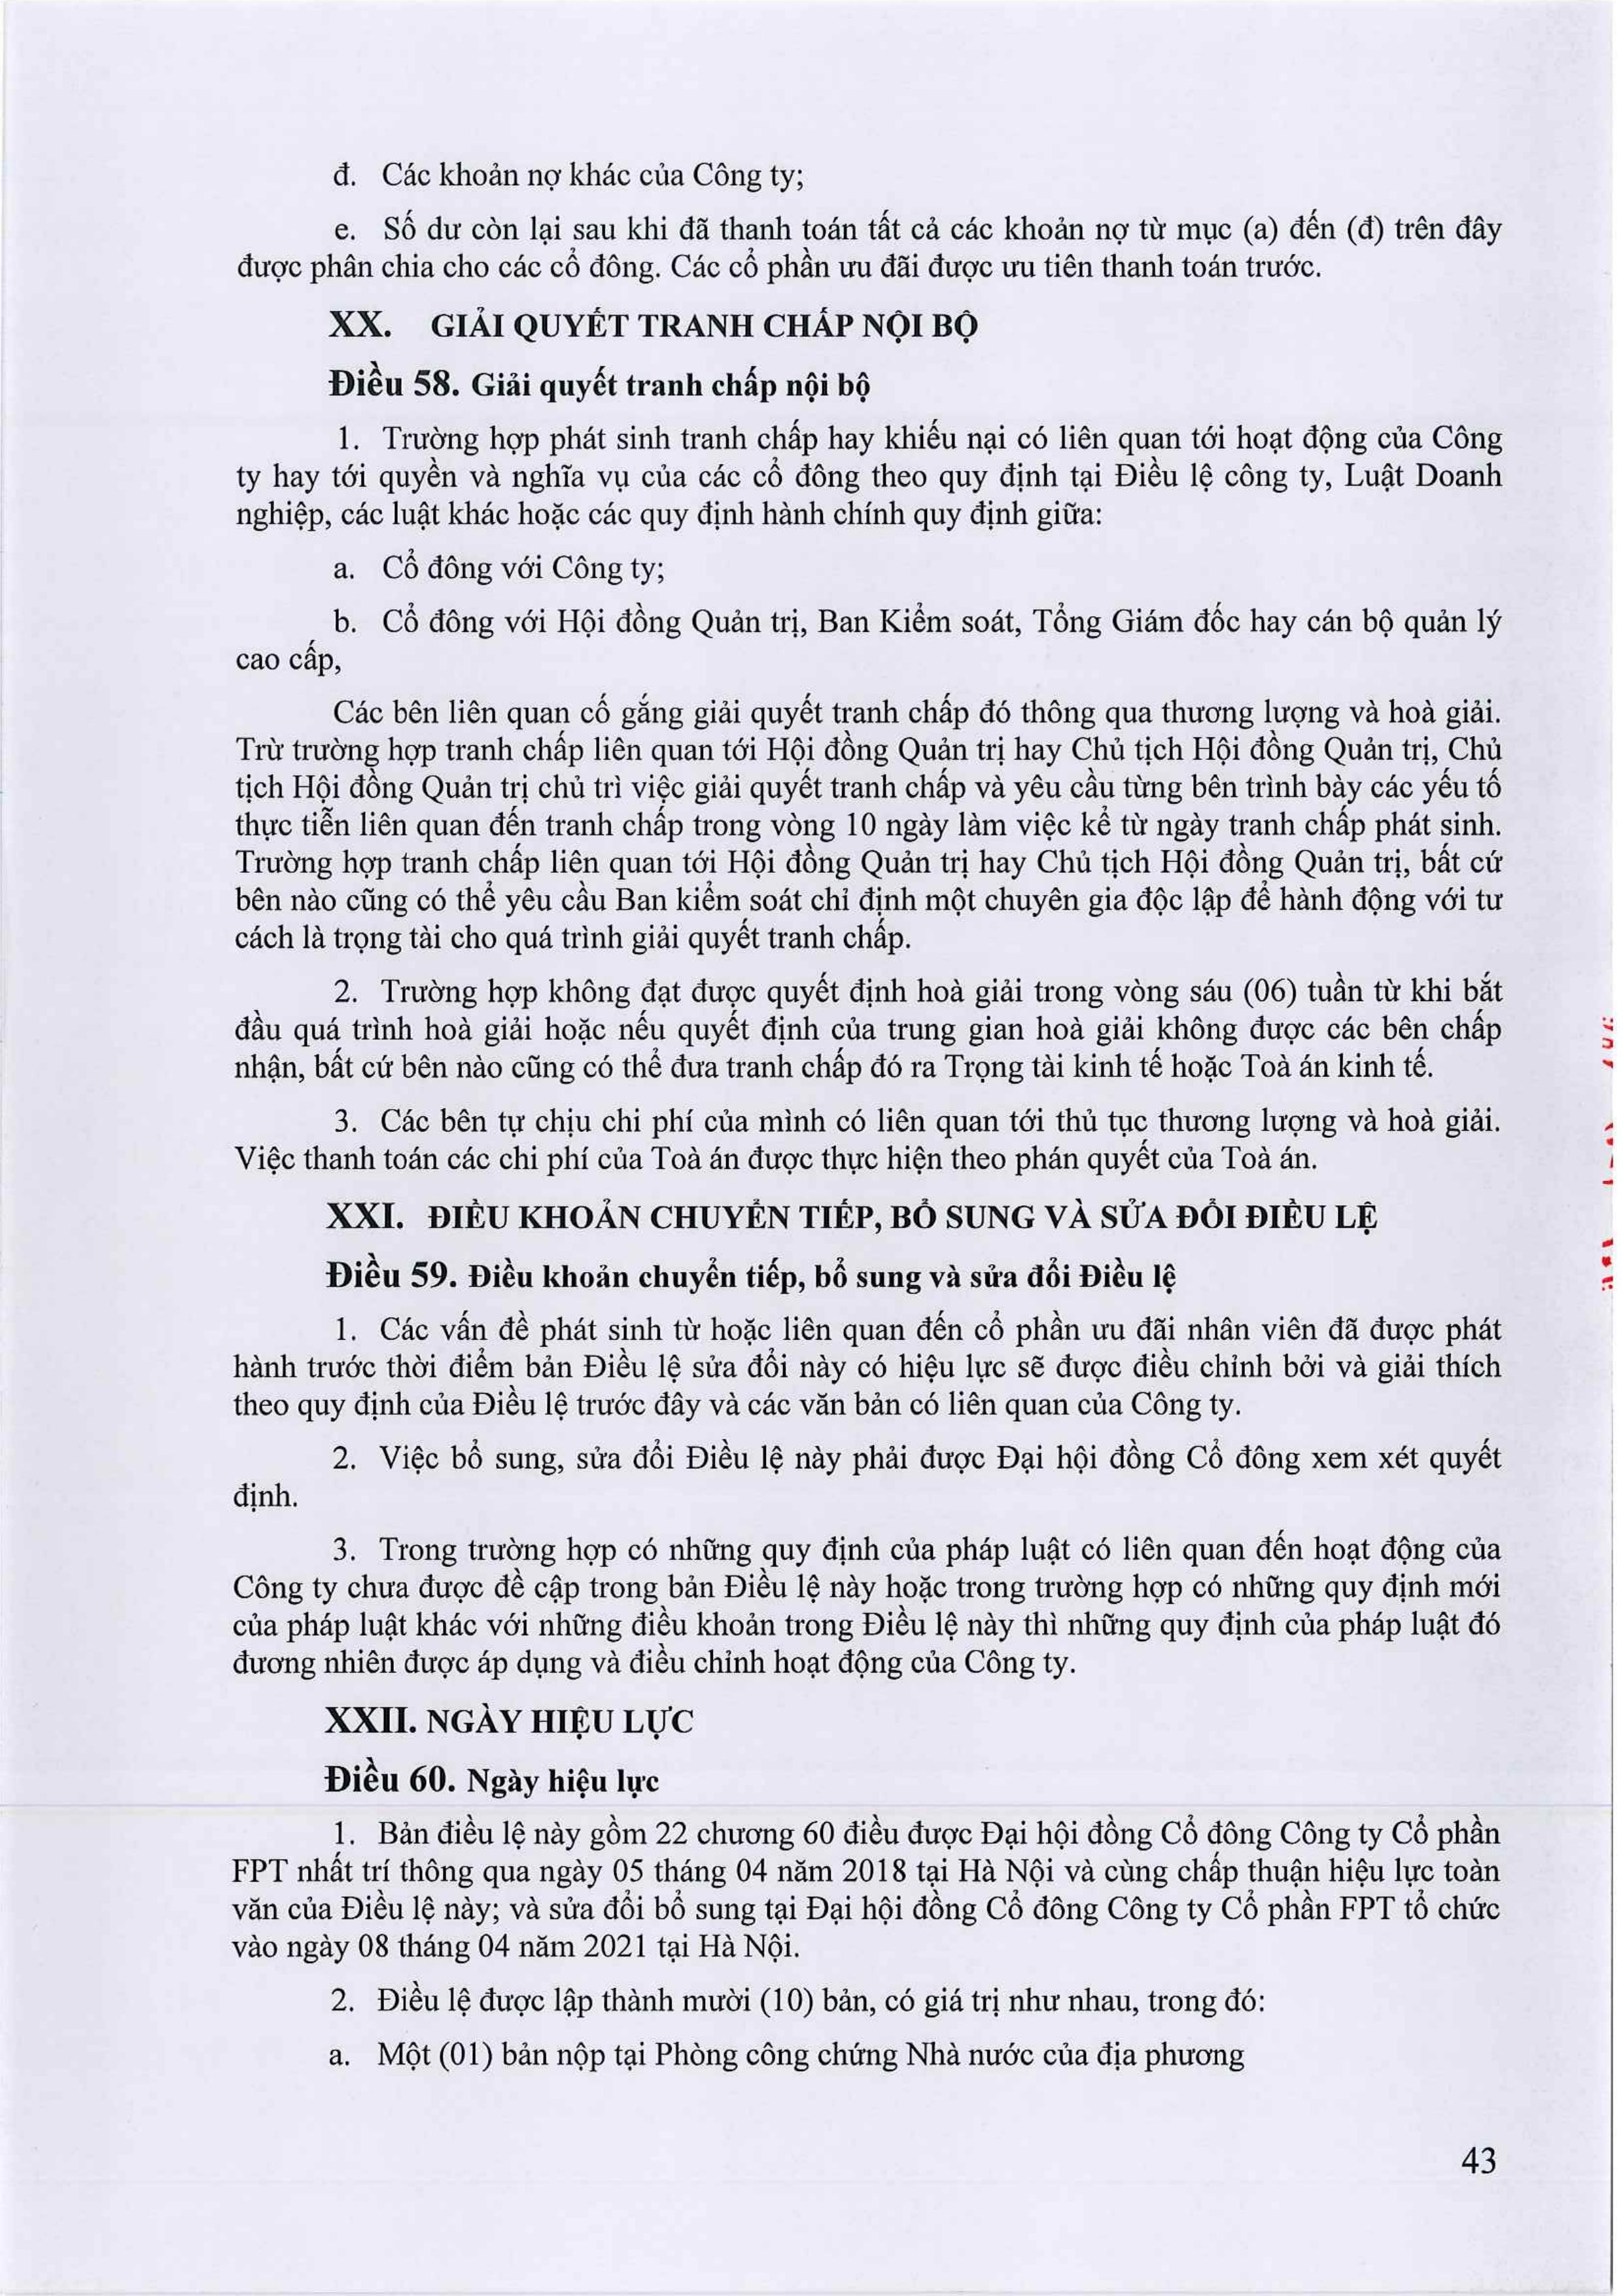 đ. Các khoản nợ khác của Công ty;
e. Số dư còn lại sau khi đã thanh toán tất cả các khoản nợ từ mục (a) đến (đ) trên đây
được phân chia cho các cổ đông. Các cổ phần ưu đãi được ưu tiên thanh toán trước.
XX. GIẢI QUYẾT TRANH CHẤP NỘI BỘ
Điều 58. Giải quyết tranh chấp nội bộ
1. Trường hợp phát sinh tranh chấp hay khiếu nại có liên quan tới hoạt động của Công
ty hay tới quyền và nghĩa vụ của các cổ đông theo quy định tại Điều lệ công ty, Luật Doanh
nghiệp, các luật khác hoặc các quy định hành chính quy định giữa:
a. Cổ đông với Công ty;
b. Cổ đông với Hội đồng Quản trị, Ban Kiểm soát, Tổng Giám đốc hay cán bộ quản lý
cao cấp,
Các bên liên quan cố gắng giải quyết tranh chấp đó thông qua thương lượng và hoà giải.
Trừ trường hợp tranh chấp liên quan tới Hội đồng Quản trị hay Chủ tịch Hội đồng Quản trị, Chủ
tịch Hội đồng Quản trị chủ trì việc giải quyết tranh chấp và yêu cầu từng bên trình bày các yếu tố
thực tiễn liên quan đến tranh chấp trong vòng 10 ngày làm việc kể từ ngày tranh chấp phát sinh.
Trường hợp tranh chấp liên quan tới Hội đồng Quản trị hay Chủ tịch Hội đồng Quản trị, bất cứ
bên nào cũng có thể yêu cầu Ban kiểm soát chỉ định một chuyên gia độc lập để hành động với tư
cách là trọng tài cho quá trình giải quyết tranh chấp.
2. Trường hợp không đạt được quyết định hoà giải trong vòng sáu (06) tuần từ khi bắt
đầu quá trình hoà giải hoặc nếu quyết định của trung gian hoà giải không được các bên chấp
nhận, bất cứ bên nào cũng có thể đưa tranh chấp đó ra Trọng tài kinh tế hoặc Toà án kinh tế.
3. Các bên tự chịu chi phí của mình có liên quan tới thủ tục thương lượng và hoà giải.
Việc thanh toán các chi phí của Toà án được thực hiện theo phán quyết của Toà án.
XXI. ĐIỀU KHOẢN CHUYỂN TIẾP, BỔ SUNG VÀ SỬA ĐỔI ĐIỀU LỆ
Điều 59. Điều khoản chuyển tiếp, bổ sung và sửa đổi Điều lệ
1. Các vấn đề phát sinh từ hoặc liên quan đến cổ phần ưu đãi nhân viên đã được phát
hành trước thời điểm bản Điều lệ sửa đổi này có hiệu lực sẽ được điều chỉnh bởi và giải thích
theo quy định của Điều lệ trước đây và các văn bản có liên quan của Công ty.
2. Việc bổ sung, sửa đổi Điều lệ này phải được Đại hội đồng Cổ đông xem xét quyết
định.
3. Trong trường hợp có những quy định của pháp luật có liên quan đến hoạt động của
Công ty chưa được đề cập trong bản Điều lệ này hoặc trong trường hợp có những quy định mới
của pháp luật khác với những điều khoản trong Điều lệ này thì những quy định của pháp luật đó
đương nhiên được áp dụng và điều chỉnh hoạt động của Công ty.
XXII. NGÀY HIỆU LỰC
Điều 60. Ngày hiệu lực
1. Bản điều lệ này gồm 22 chương 60 điều được Đại hội đồng Cổ đông Công ty Cổ phần
FPT nhất trí thông qua ngày 05 tháng 04 năm 2018 tại Hà Nội và cùng chấp thuận hiệu lực toàn
văn của Điều lệ này; và sửa đổi bổ sung tại Đại hội đồng Cổ đông Công ty Cổ phần FPT tổ chức
vào ngày 08 tháng 04 năm 2021 tại Hà Nội.
2. Điều lệ được lập thành mười (10) bản, có giá trị như nhau, trong đó:
a. Một (01) bản nộp tại Phòng công chứng Nhà nước của địa phương
43